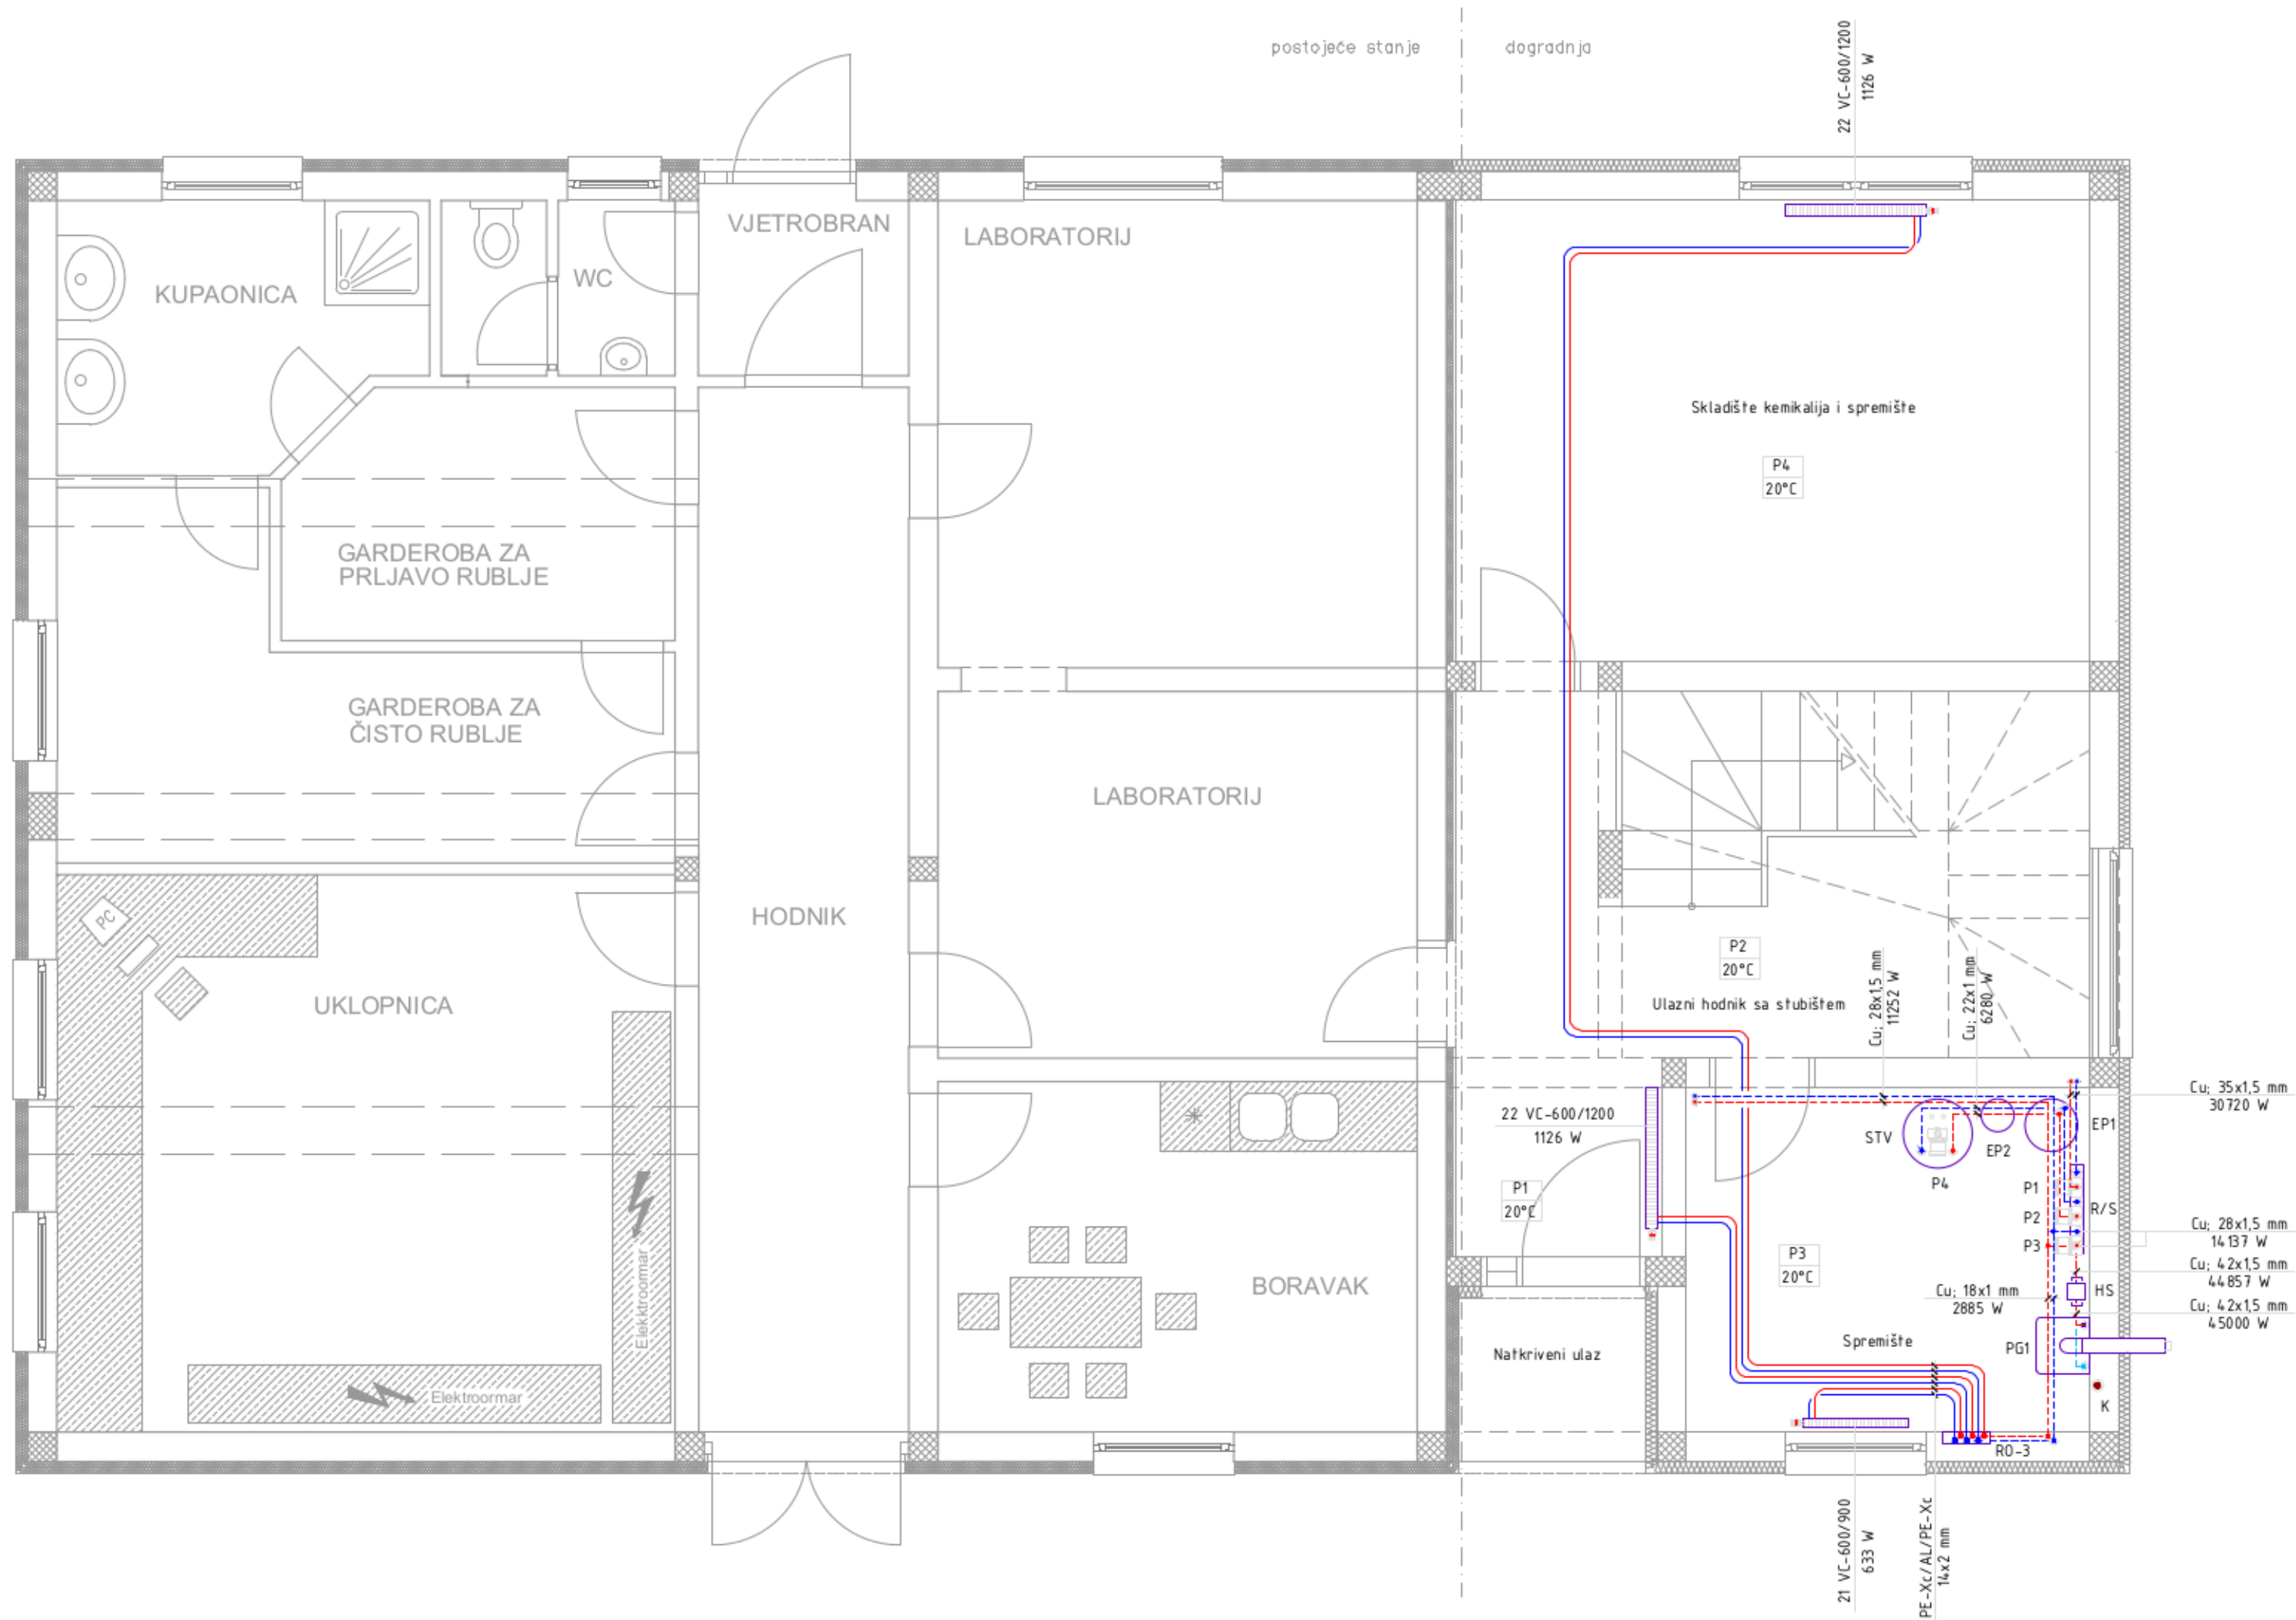 postojeće stanje
dogradnja
22 VC-600/1200
1126 W
VJETROBRAN
LABORATORIJ
KUPAONICA
WC
Skladište kemikalija i spremište
P4
20°C
GARDEROBA ZA
PRLJAVO RUBLJE
GARDEROBA ZA
ČISTO RUBLJE
LABORATORIJ
PC
HODNIK
UKLOPNICA
P2
20°C
Ulazni hodnik sa stubištem
Cu; 28x1,5 mm
11252 W
Cu; 22x1 mm
6280 W
Cu; 35x1,5 mm
30720 W
22 VC-600/1200
1126 W
STV
EP2
EP1
P4
P1
20°C
P1
R/S
P2
P3
Cu; 28x1,5 mm
14137 W
P3
20°C
Cu; 42x1,5 mm
44857 W
Cu; 18x1 mm
2885 W
HS
Cu; 42x1,5 mm
45000 W
BORAVAK
Elektroormar
Natkriveni ulaz
Spremište
PG1
Elektroormar
K
RO-3
21 VC-600/900
633 W
PE-Xc/AL/PE-Xc
14x2 mm